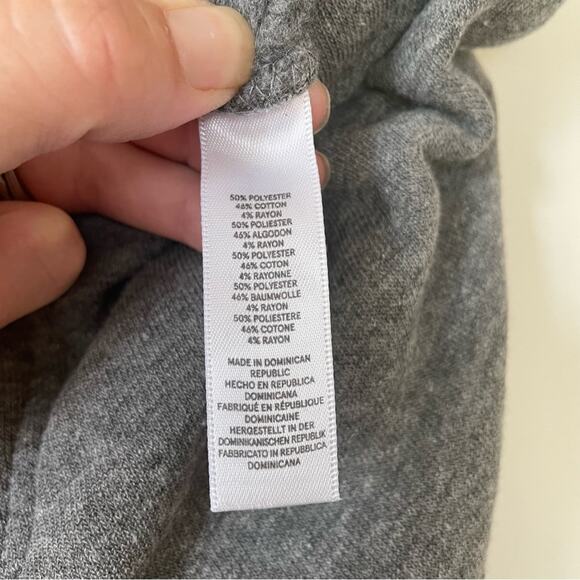 50% POLYESTER
46% COTTON
4% RAYON
50% POLIESTER
46% ALGODON
4% RAYON
50% POLYESTER
46% COTON
4% RAYONNE
50% POLYESTER
46% BAUMWOLLE
4% RAYON
50% POLIESTERE
46% COTONE
4% RAYON
MADE IN DOMINICAN
REPUBLIC
HECHO EN REPUBLICA
DOMINICANA
FABRIQUÉ EN RÉPUBLIQUE
DOMINICAINE
HERGESTELLT IN DER
DOMINIKANISCHEN REPUBLIK
FABBRICATO IN REPUBBLICA
DOMINICANA